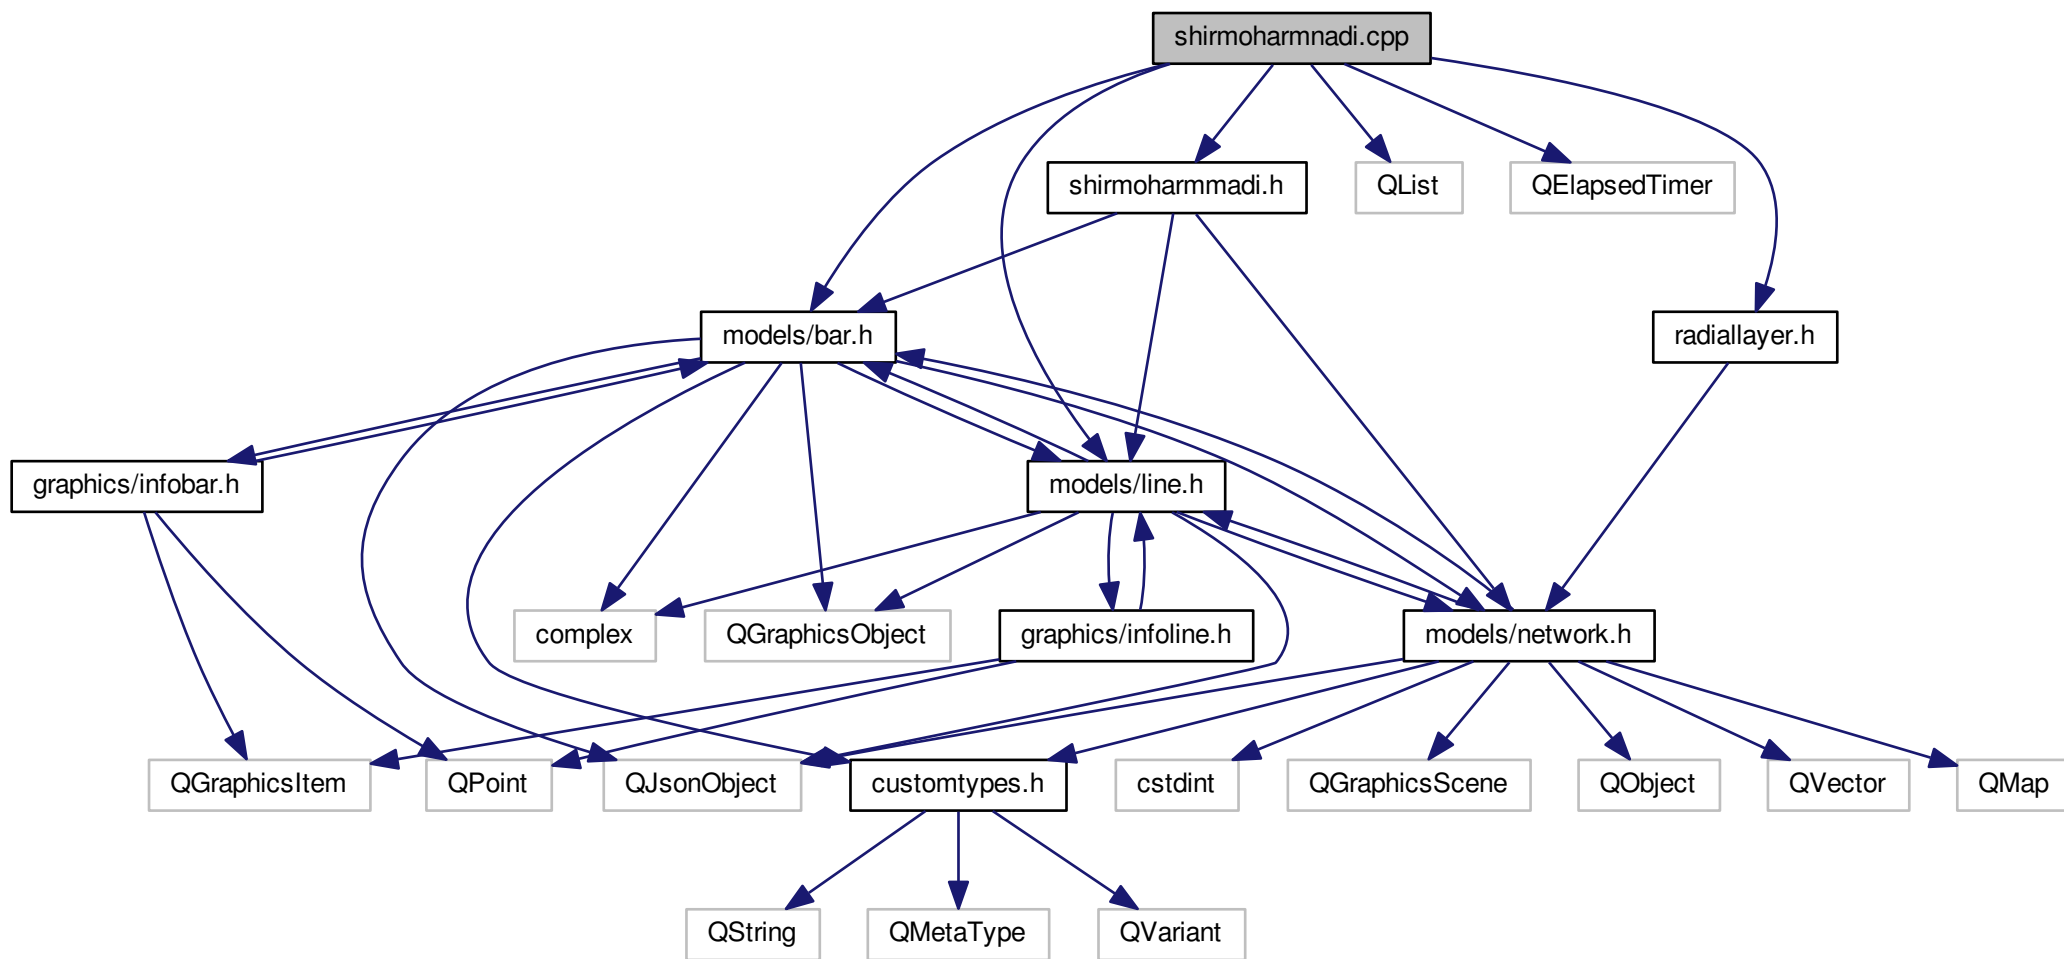 shirmoharmnadi.cpp
shirmoharmmadi.h
QList
QElapsedTimer
models/bar.h
radiallayer.h
graphics/infobar.h
models/line.h
complex
QGraphicsObject
graphics/infoline.h
models/network.h
QGraphicsItem
QPoint
QJsonObject
customtypes.h
cstdint
QGraphicsScene
QObject
QVector
QMap
QString
QMetaType
QVariant